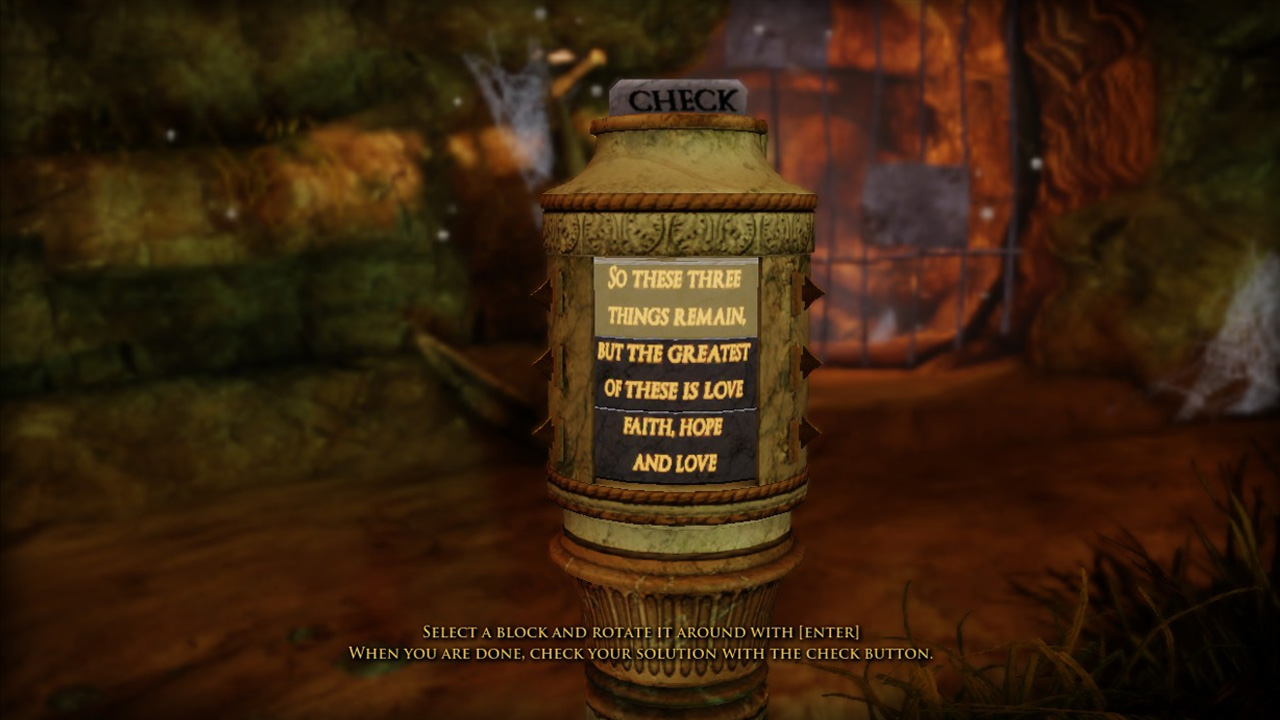 CHECK
SO THESE THREE
THINGS REMAIN,
BUT THE GREATEST
OF THESE IS LOVE
FAITH, HOPE
AND LOVE
SELECT A BLOCK AND ROTATE IT AROUND WITH [ENTER]
WHEN YOU ARE DONE, CHECK YOUR SOLUTION WITH THE CHECK BUTTON.